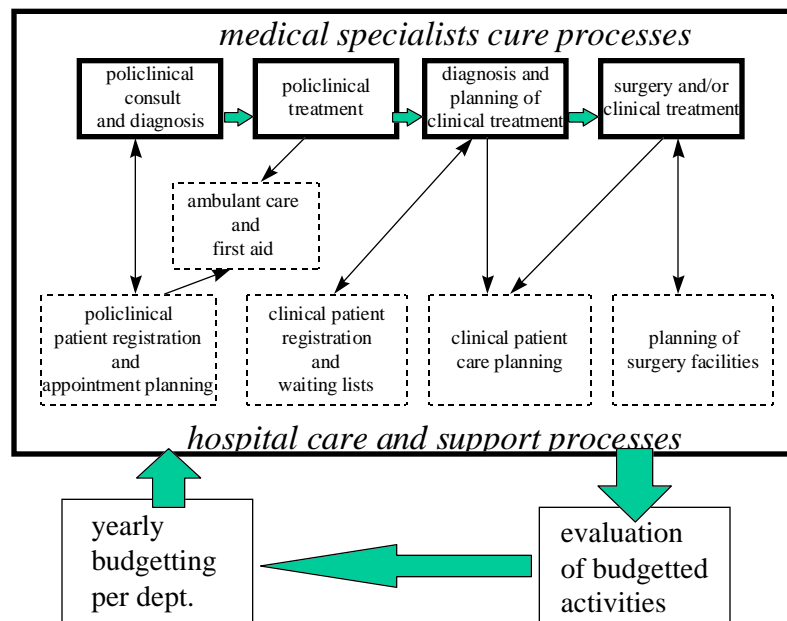 medical specialists cure processes
policlinical
consult
and diagnosis
policlinical
treatment
diagnosis and
planning of
clinical treatment
surgery and/or
clinical treatment
ambulant care
and
first aid
policlinical
patient registration
and
appointment planning
clinical patient
registration
and
waiting lists
clinical patient
care planning
planning of
surgery facilities
hospital care and support processes
yearly
budgetting
per dept.
evaluation
of budgetted
activities